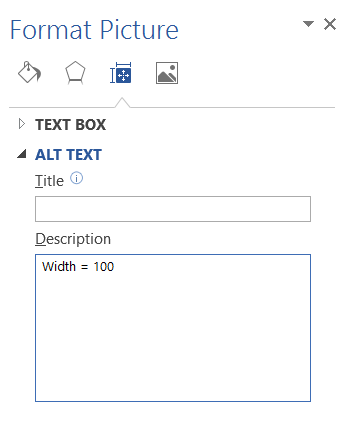 Format Picture
TEXT BOX
ALT TEXT
Title
Description
Width = 100